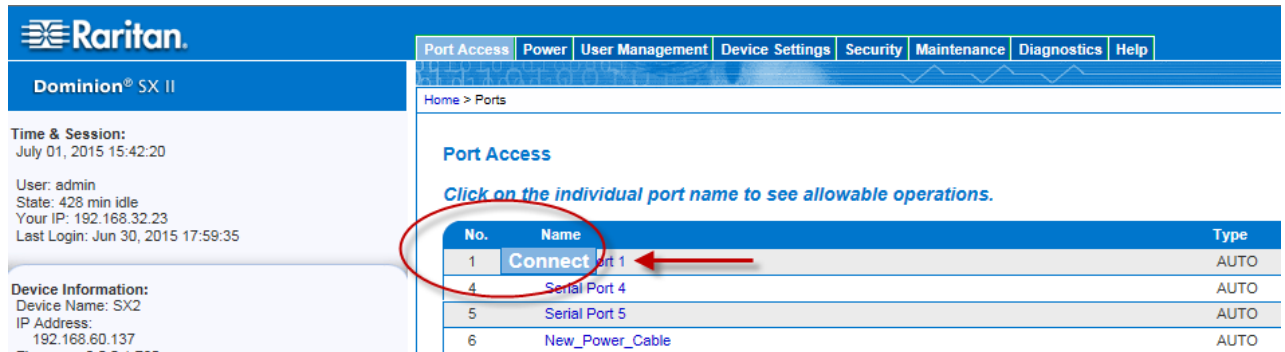 Raritan.
Port Access Power User Management Device Settings Security Maintenance Diagnostics Help
Dominion® SX II
Home > Ports
Time & Session:
July 01, 2015 15:42:20
User: admin
State: 428 min idle
Your IP: 192.168.32.23
Last Login: Jun 30, 2015 17:59:35
Device Information:
Device Name: SX2
IP Address:
192.168.60.137
Port Access
Click on the individual port name to see allowable operations.
No. Name Type
1 Connect ort 1 AUTO
4 Serial Port 4 AUTO
5 Serial Port 5 AUTO
6 New_Power_Cable AUTO